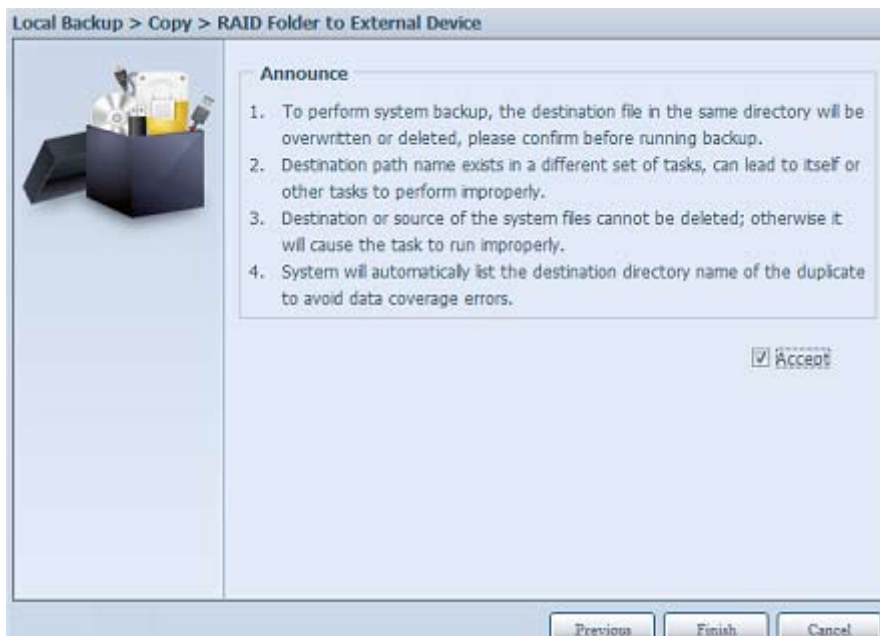 Local Backup > Copy > RAID Folder to External Device
Announce
1. To perform system backup, the destination file in the same directory will be
overwritten or deleted, please confirm before running backup.
2. Destination path name exists in a different set of tasks, can lead to itself or
other tasks to perform improperly.
3. Destination or source of the system files cannot be deleted; otherwise it
will cause the task to run improperly.
4. System will automatically list the destination directory name of the duplicate
to avoid data coverage errors.
Accept
Previous Finish Cancel